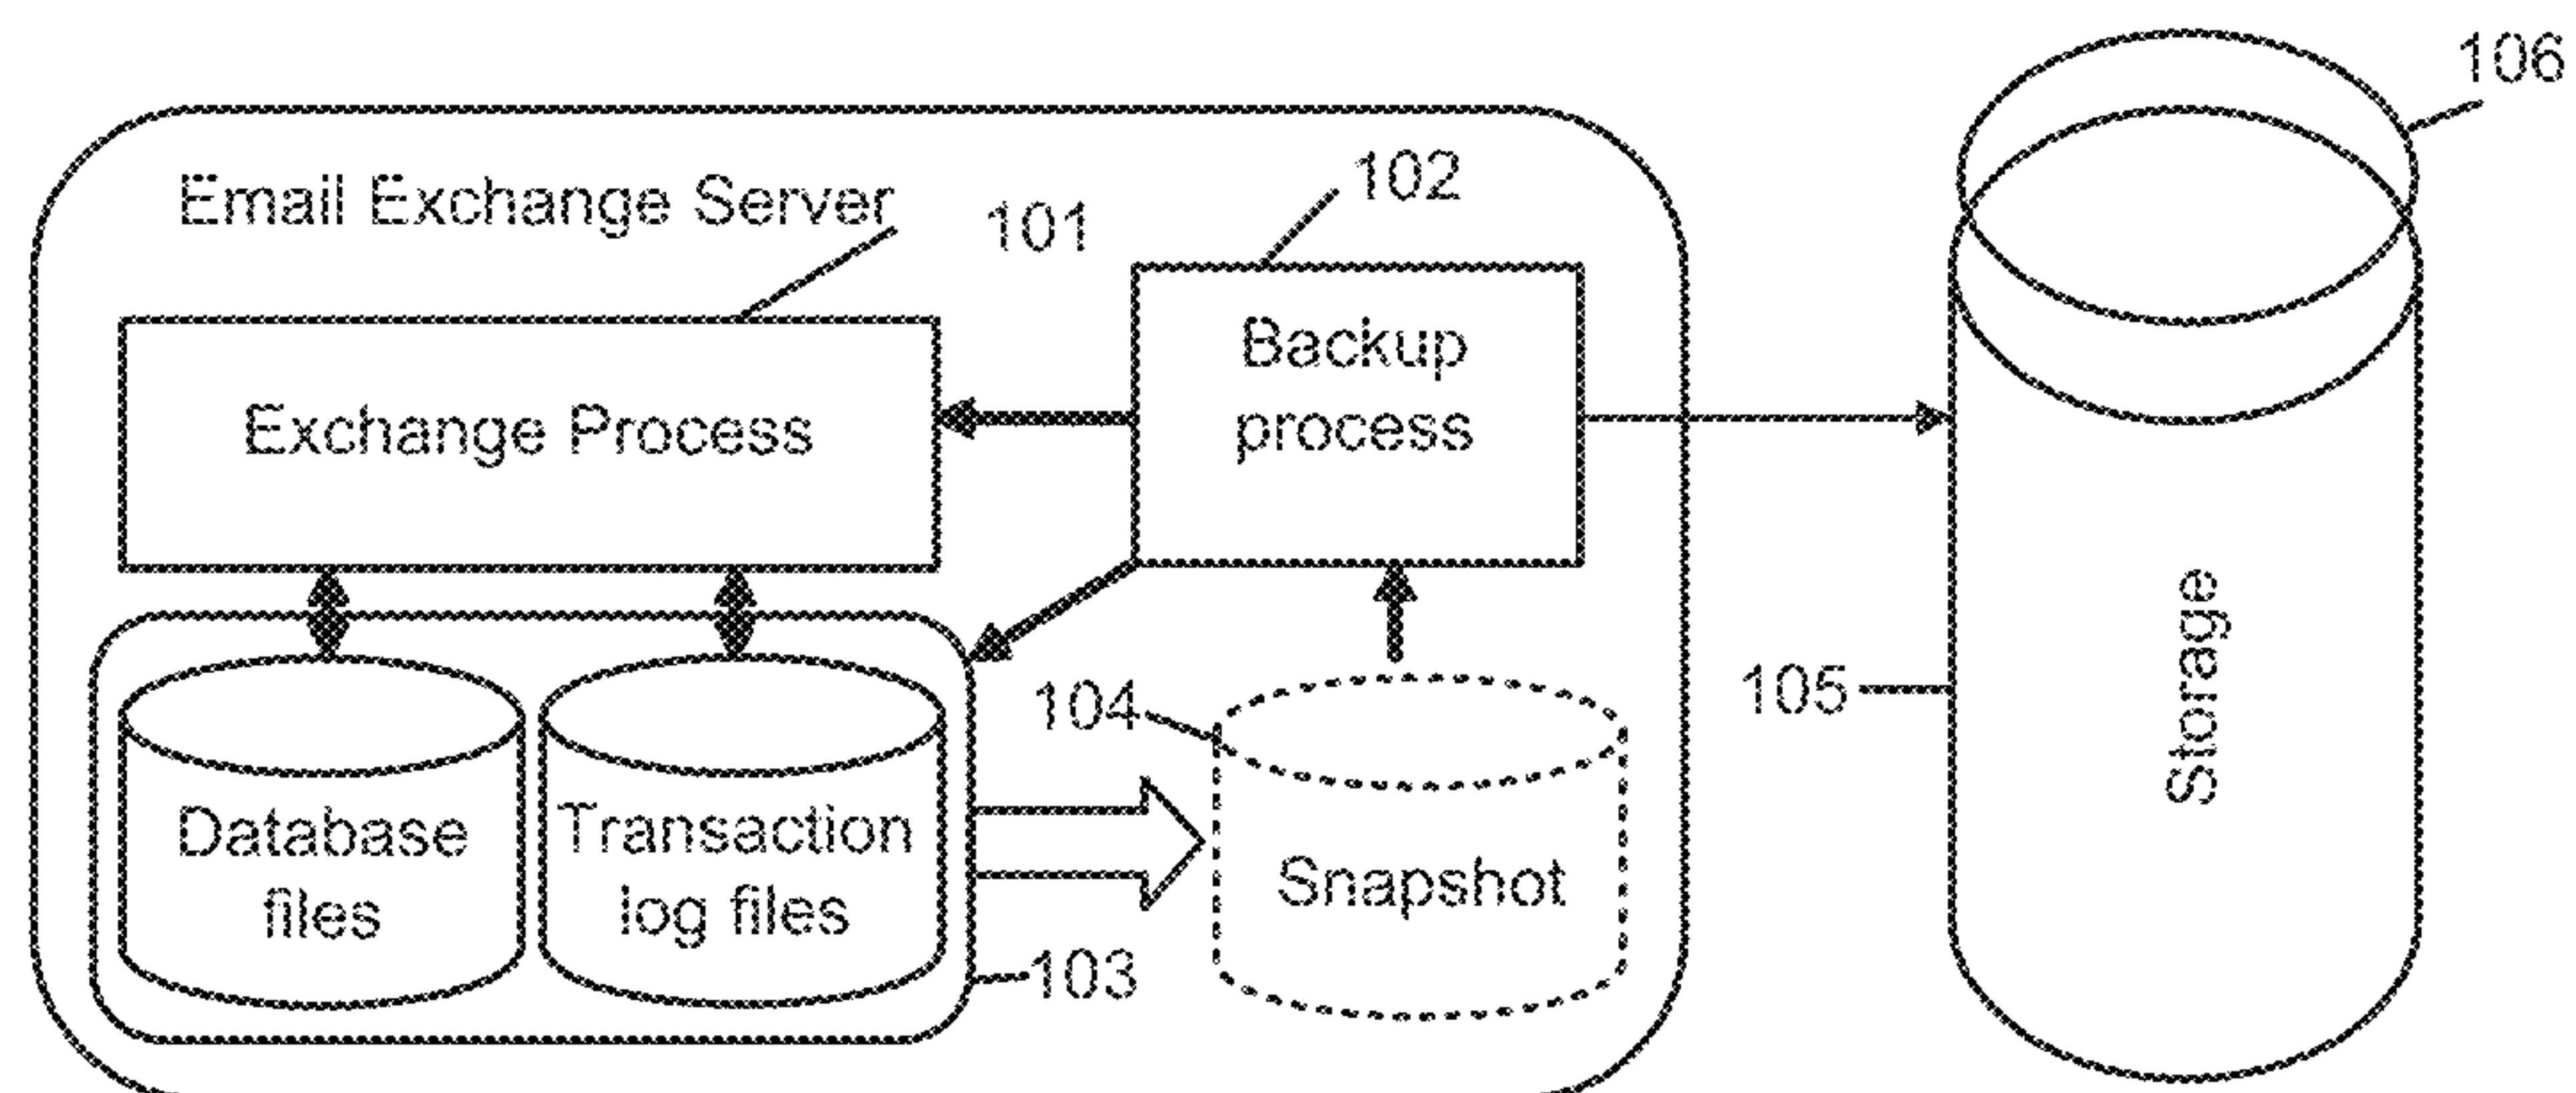 106
Email Exchange Server
101
102
Exchange Process
Backup
process
104
105
Storage
Database
files
Transaction
log files
Snapshot
103